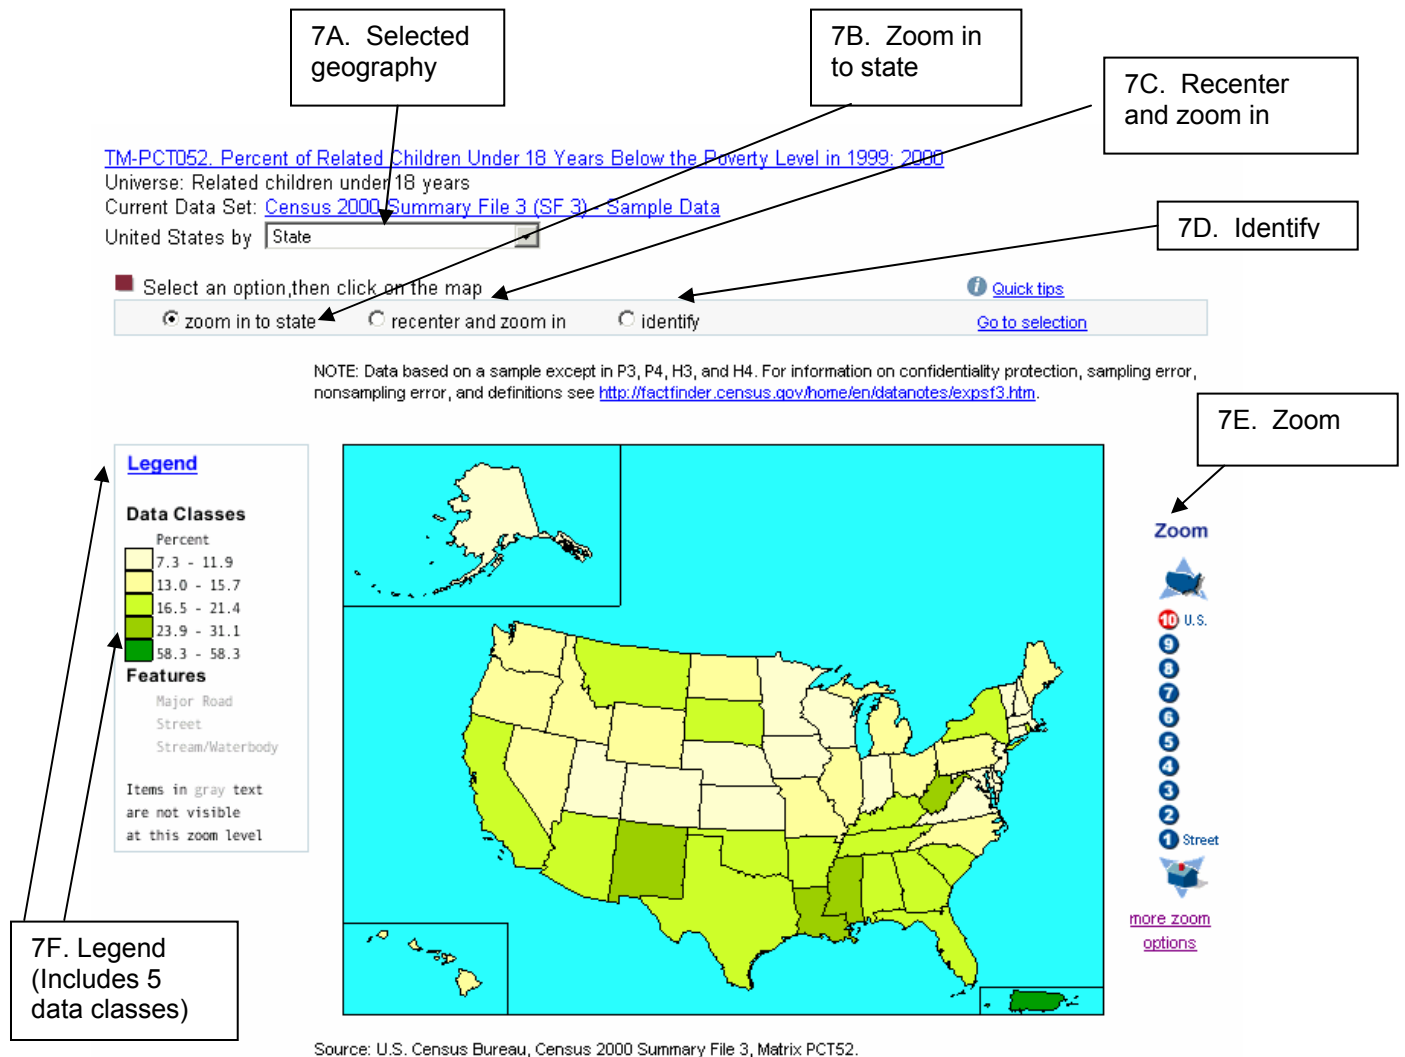 7A. Selected
geography
7B. Zoom in
to state
7C. Recenter
and zoom in
TM-PCT052. Percent of Related Children Under 18 Years Below the Poverty Level in 1999: 2000
Universe: Related children under 18 years
Current Data Set: Census 2000 Summary File 3 (SF 3) - Sample Data
United States by State
7D. Identify
Select an option,then click on the map
Quick tips
zoom in to state
recenter and zoom in
identify
Go to selection
NOTE: Data based on a sample except in P3, P4, H3, and H4. For information on confidentiality protection, sampling error,
nonsampling error, and definitions see http://factfinder.census.gov/home/en/datanotes/expsf3.htm.
7E. Zoom
Legend
Data Classes
Percent
7.3 - 11.9
13.0 - 15.7
16.5 - 21.4
23.9 - 31.1
58.3 - 58.3
Features
Major Road
Street
Stream/Waterbody
Items in gray text
are not visible
at this zoom level
Zoom
10 U.S.
9
8
7
6
5
4
3
2
1 Street
more zoom
options
7F. Legend
(Includes 5
data classes)
Source: U.S. Census Bureau, Census 2000 Summary File 3, Matrix PCT52.